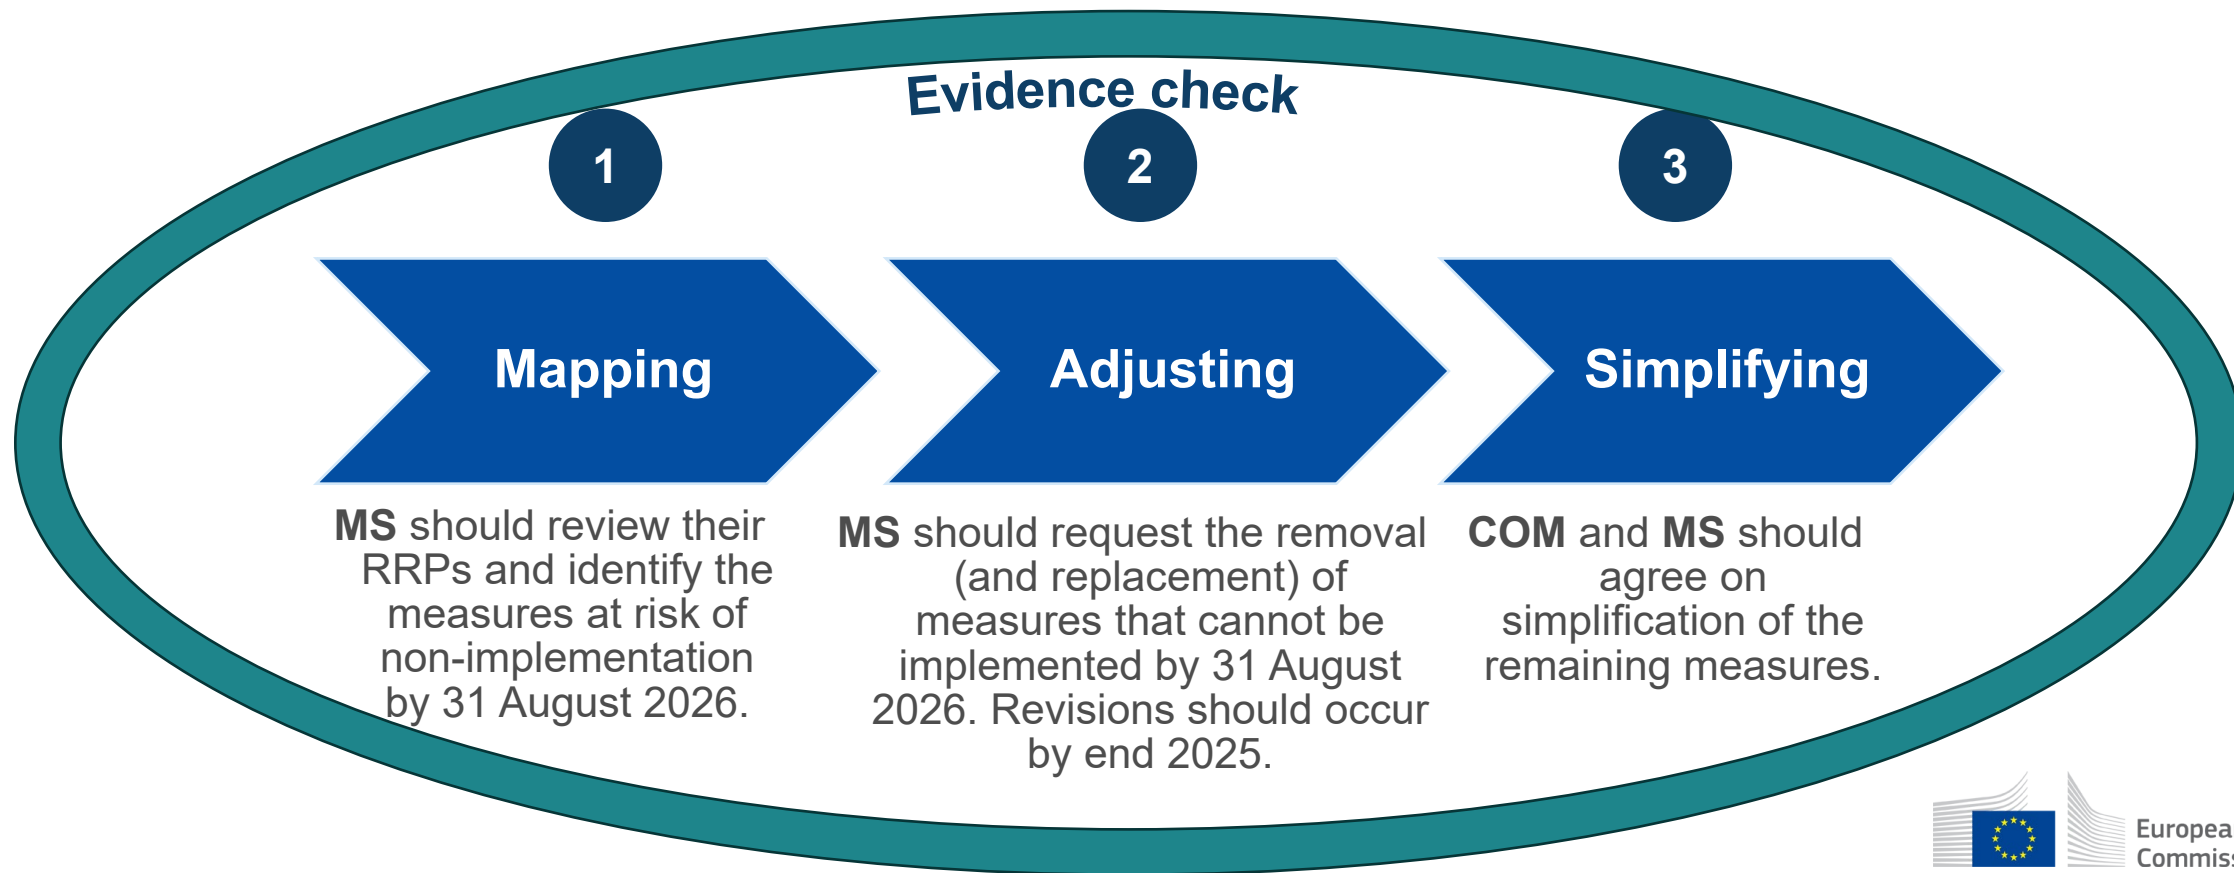 Evidence check
1
2
3
Mapping
Adjusting
Simplifying
MS should review their
RRPs and identify the
measures at risk of
non-implementation
by 31 August 2026.
MS should request the removal
(and replacement) of
measures that cannot be
implemented by 31 August
2026. Revisions should occur
by end 2025.
COM and MS should
agree on
simplification of the
remaining measures.
Europea
Commiss